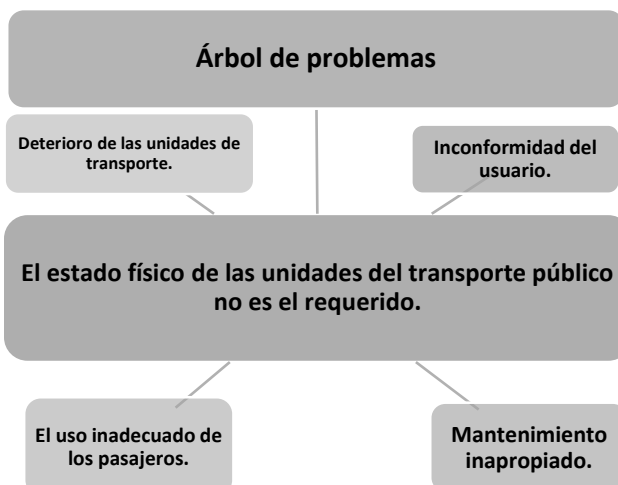 Árbol de problemas
Deterioro de las unidades de
transporte.
Inconformidad del
usuario.
El estado físico de las unidades del transporte público
no es el requerido.
El uso inadecuado de
los pasajeros.
Mantenimiento
inapropiado.